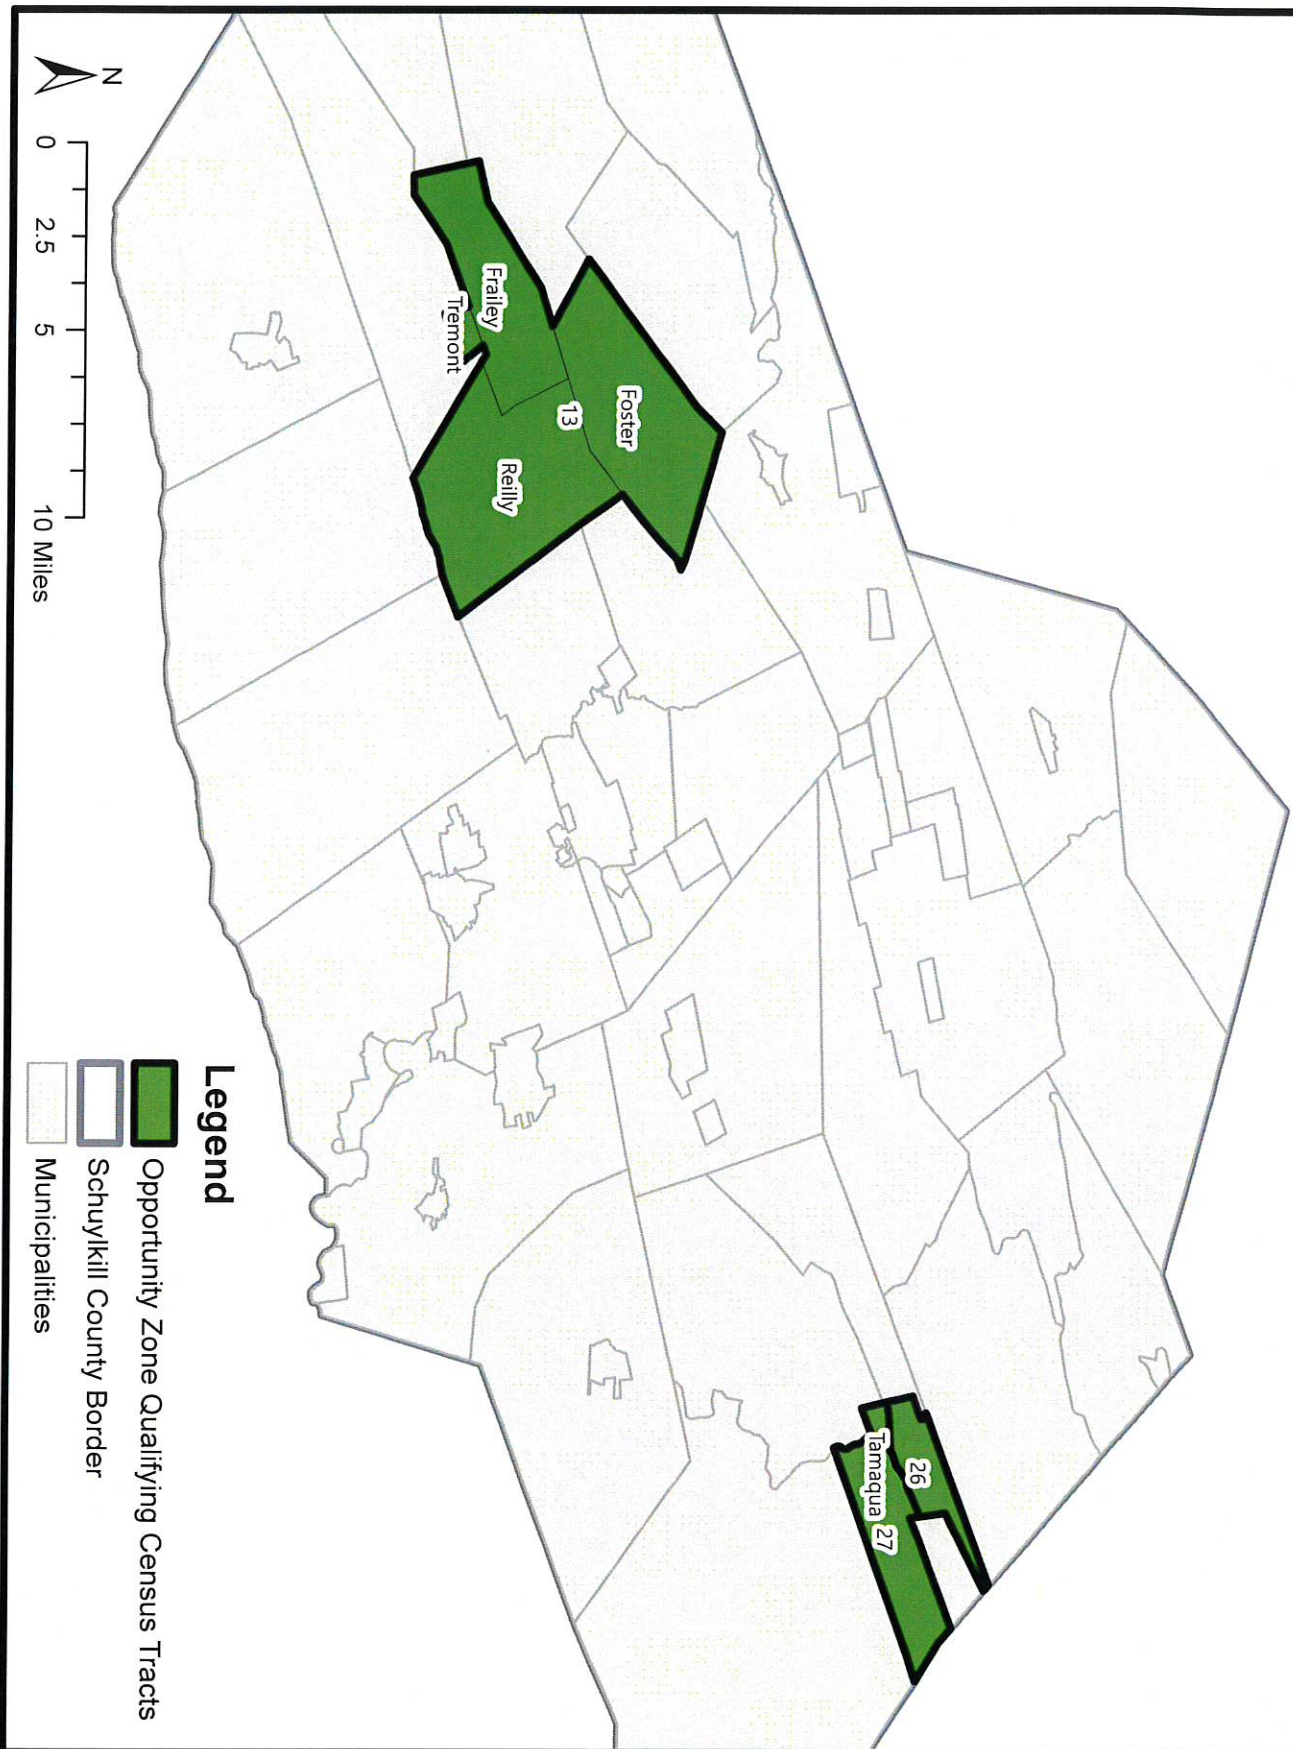 Foster
13
Frailey
Tremont
Reilly
26
Tamaqua
27
N
0
2.5
5
10 Miles
Legend
Opportunity Zone Qualifying Census Tracts
Schuylkill County Border
Municipalities